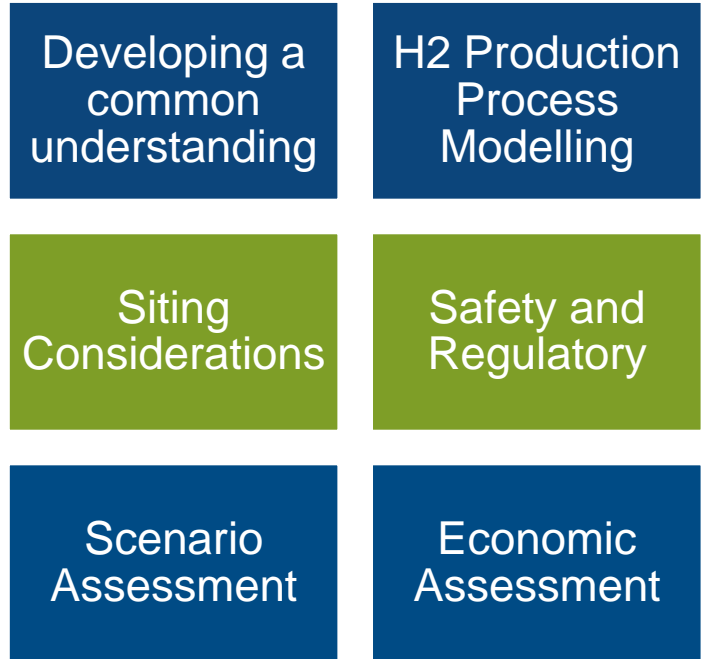 Developing a
common
understanding
H2 Production
Process
Modelling
Siting
Considerations
Safety and
Regulatory
Scenario
Assessment
Economic
Assessment